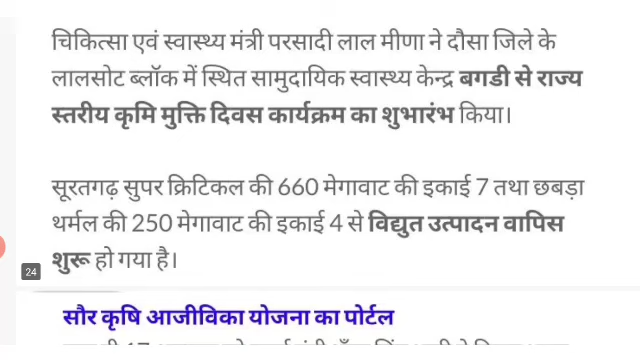 चिकित्सा एवं स्वास्थ्य मंत्री परसादी लाल मीणा ने दौसा जिले के
लालसोट ब्लॉक में स्थित सामुदायिक स्वास्थ्य केन्द्र बगडी से राज्य
स्तरीय कृमि मुक्ति दिवस कार्यक्रम का शुभारंभ किया।
सूरतगढ़ सुपर क्रिटिकल की 660 मेगावाट की इकाई 7 तथा छबड़ा
थर्मल की 250 मेगावाट की इकाई 4 से विद्युत उत्पादन वापिस
शुरू हो गया है।
24
सौर कृषि आजीविका योजना का पोर्टल